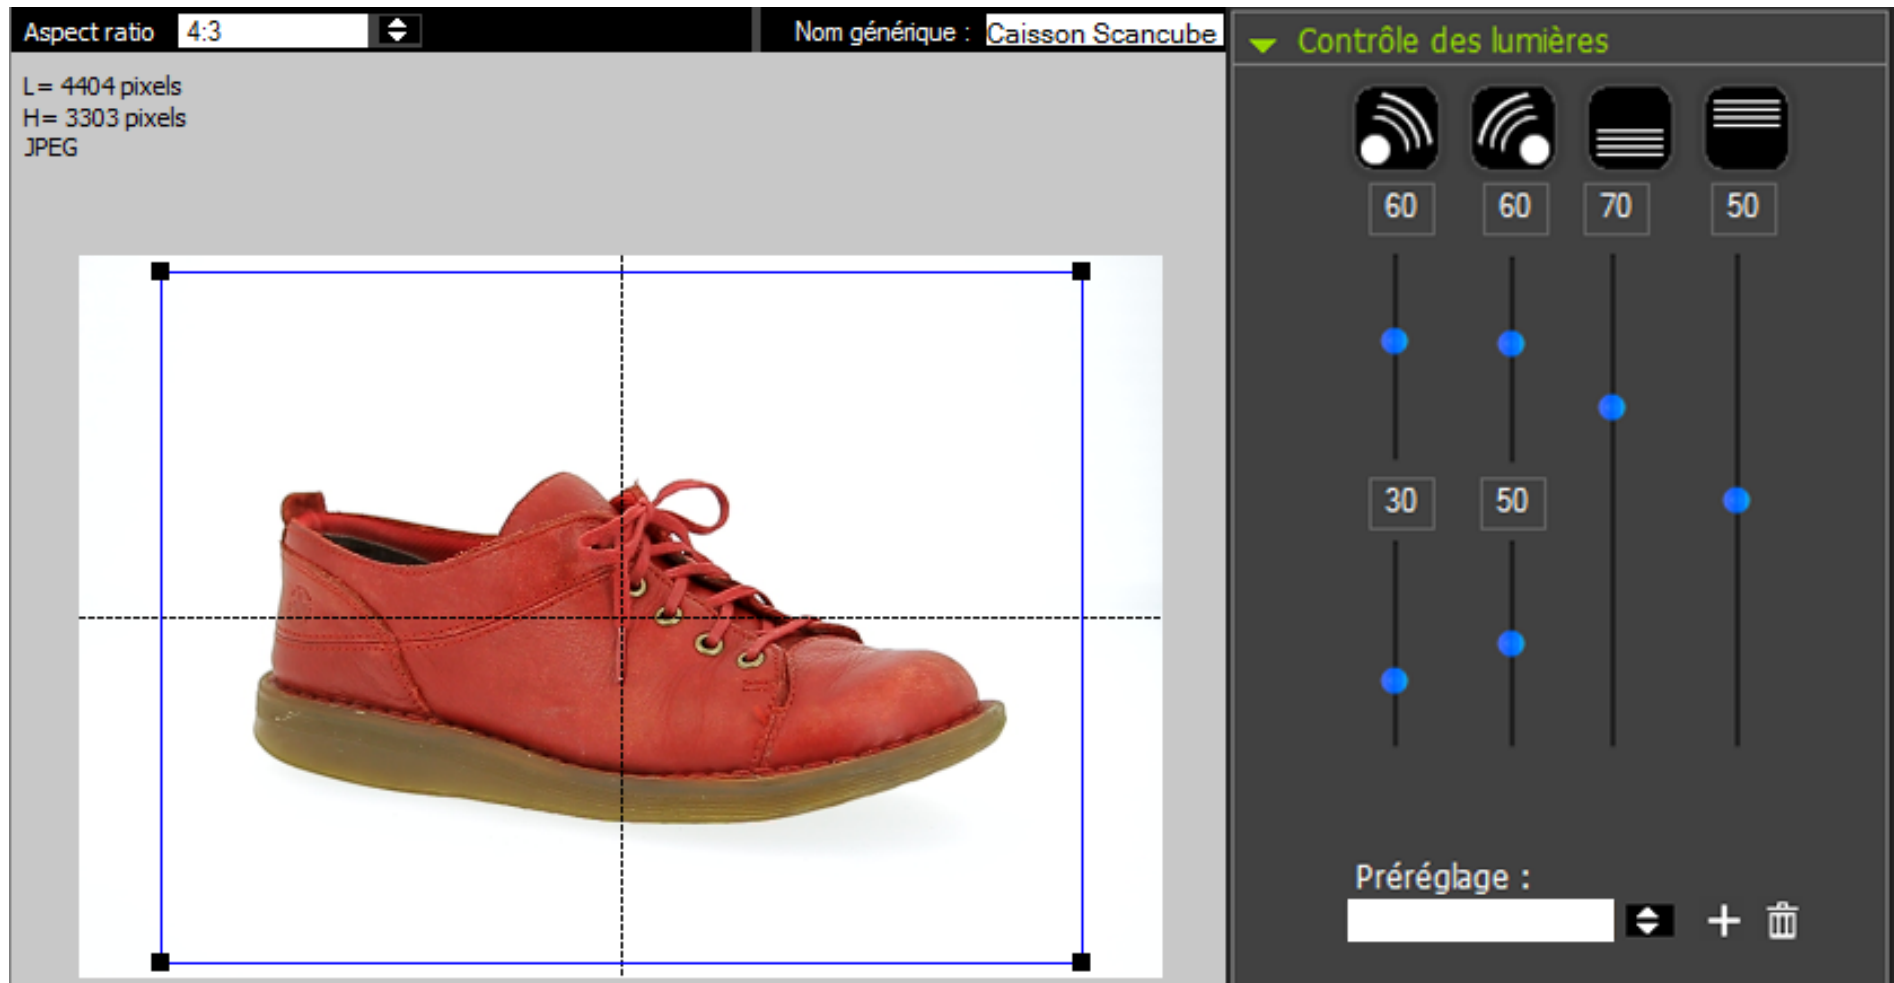 Aspect ratio 4:3
Nom générique : Caisson Scancube
L= 4404 pixels
H= 3303 pixels
JPEG
Contrôle des lumières
60 60 70 50
30 50
Préréglage :